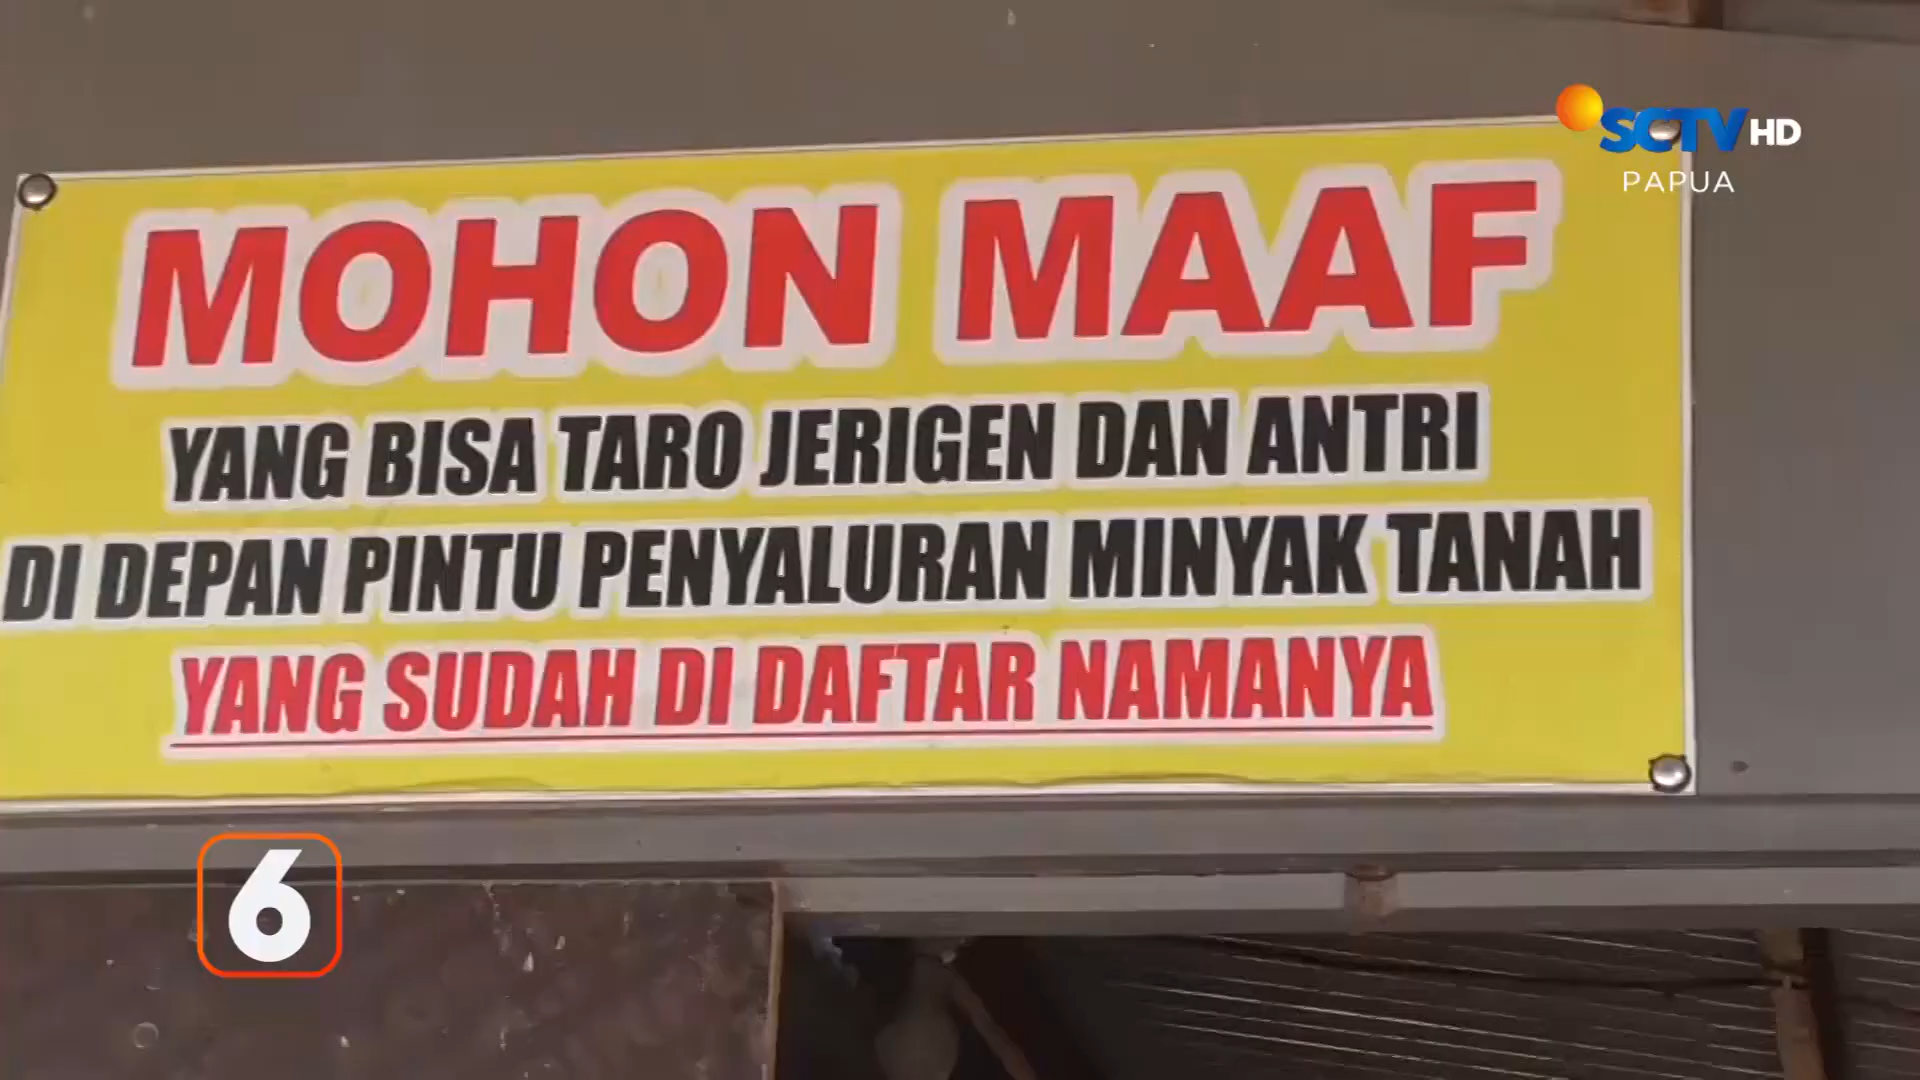 SCTV HD
PAPUA
MOHON MAAF
YANG BISA TARO JERIGEN DAN ANTRI
DI DEPAN PINTU PENYALURAN MINYAK TANAH
YANG SUDAH DI DAFTAR NAMANYA
6